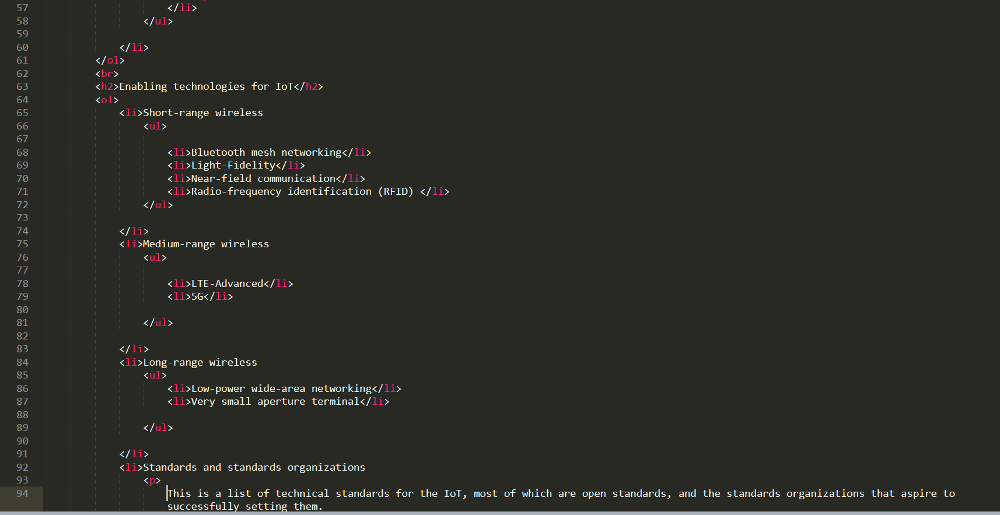 57 </li>
58 </ul>
59
60 </li>
61 </ol>
62 <br>
63 <h2>Enabling technologies for IoT</h2>
64 <ol>
65 <li>Short-range wireless
66 <ul>
67
68 <li>Bluetooth mesh networking</li>
69 <li>Light-Fidelity</li>
70 <li>Near-field communication</li>
71 <li>Radio-frequency identification (RFID) </li>
72 </ul>
73
74 </li>
75 <li>Medium-range wireless
76 <ul>
77
78 <li>LTE-Advanced</li>
79 <li>5G</li>
80
81 </ul>
82
83 </li>
84 <li>Long-range wireless
85 <ul>
86 <li>Low-power wide-area networking</li>
87 <li>Very small aperture terminal</li>
88
89 </ul>
90
91 </li>
92 <li>Standards and standards organizations
93 <p>
94 This is a list of technical standards for the IoT, most of which are open standards, and the standards organizations that aspire to
successfully setting them.